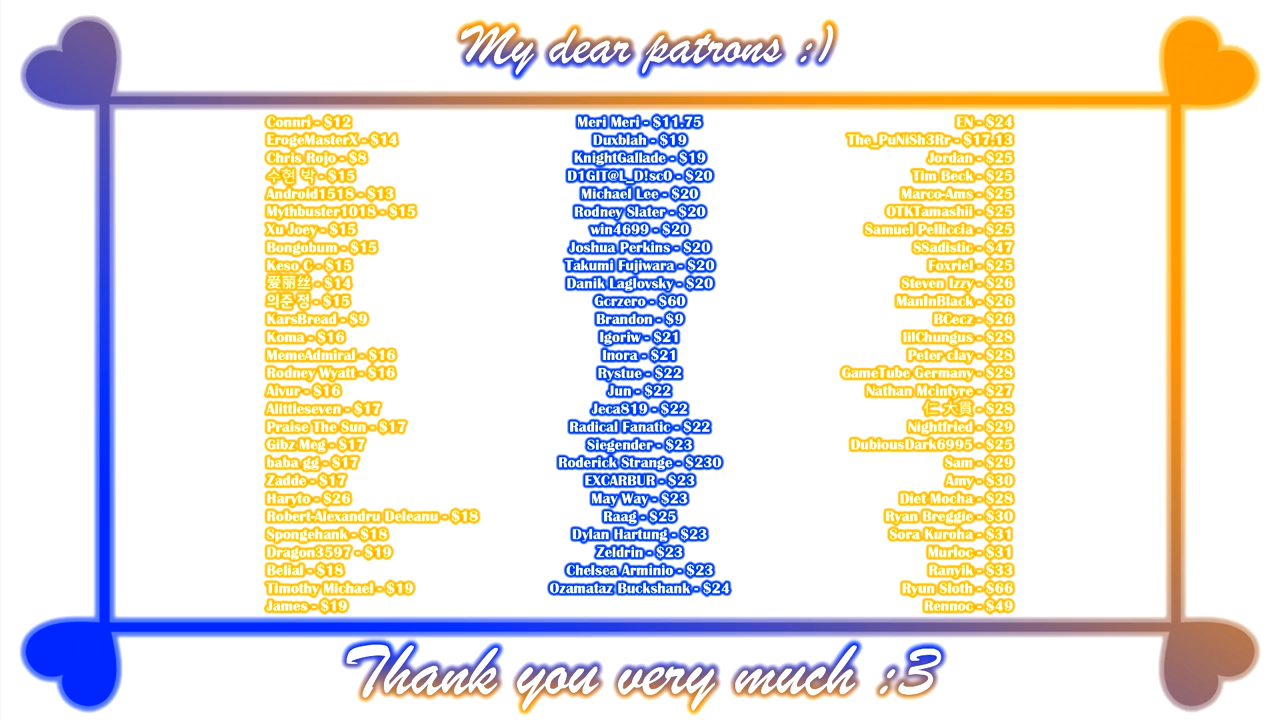 My dear patrons :)
Connri - $12
ErogeMasterX - $14
Chris Rojo - $8
수현 박 - $15
Android1518 - $13
Mythbuster1018 - $15
Xu Joey - $15
Bongobum - $15
Keso C - $15
爱丽丝 - $14
의준 정 - $15
KarsBread - $9
Koma - $16
MemeAdmiral - $16
Rodney Wyatt - $16
Aivur - $16
Alittleseven - $17
Praise The Sun - $17
Gibz Meg - $17
baba gg - $17
Zadde - $17
Haryto - $26
Robert-Alexandru Deleanu - $18
Spongehank - $18
Dragon3597 - $19
Belial - $18
Timothy Michael - $19
James - $19
Meri Meri - $11.75
Duxblah - $19
KnightGallade - $19
D1GIT@L_D!sc0 - $20
Michael Lee - $20
Rodney Slater - $20
win4699 - $20
Joshua Perkins - $20
Takumi Fujiwara - $20
Danik Laglovsky - $20
Gcrzero - $60
Brandon - $9
Igoriw - $21
Inora - $21
Rystue - $22
Jun - $22
Jeca819 - $22
Radical Fanatic - $22
Siegender - $23
Roderick Strange - $230
EXCARBUR - $23
May Way - $23
Raag - $25
Dylan Hartung - $23
Zeldrin - $23
Chelsea Arminio - $23
Ozamataz Buckshank - $24
EN - $24
The_PuNiSh3Rr - $17.13
Jordan - $25
Tim Beck - $25
Marco-Ams - $25
OTKTamashii - $25
Samuel Pelliccia - $25
SSadistic - $47
Foxriel - $25
Steven Izzy - $26
ManInBlack - $26
BCecz - $26
lilChungus - $28
Peter clay - $28
GameTube Germany - $28
Nathan McIntyre - $27
仁 大貫 - $28
Nightfried - $29
DubiousDark6995 - $25
Sam - $29
Amy - $30
Diet Mocha - $28
Ryan Breggie - $30
Sora Kuroha - $31
Murloc - $31
Ranyik - $33
Ryun Sloth - $66
Rennoc - $49
Thank you very much :3